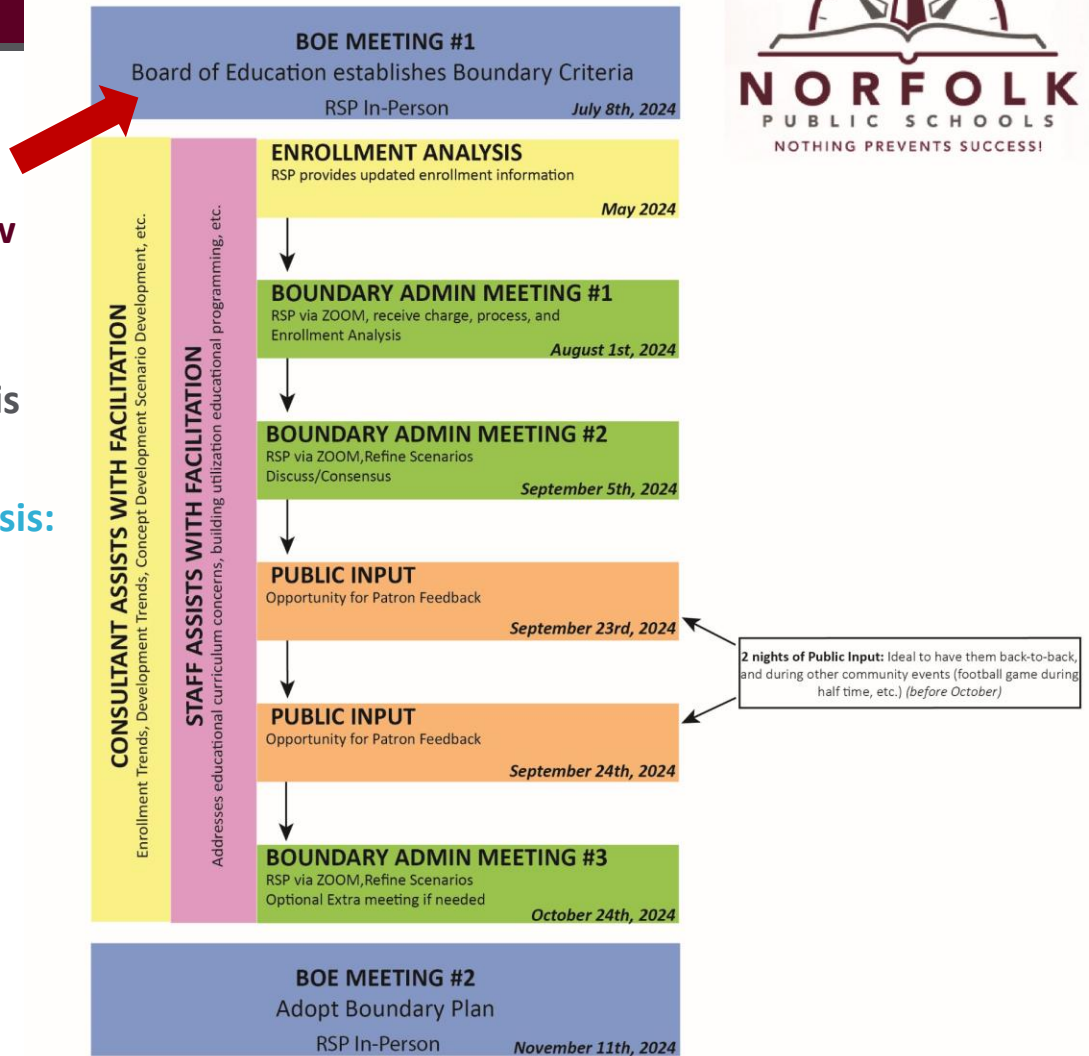 BOE MEETING #1
Board of Education establishes Boundary Criteria
RSP In-Person
July 8th, 2024
NORFOLK
PUBLIC SCHOOLS
NOTHING PREVENTS SUCCESS!
CONSULTANT ASSISTS WITH FACILITATION
Enrollment Trends, Development Trends, Concept Development Scenario Development, etc.
STAFF ASSISTS WITH FACILITATION
Addresses educational curriculum concerns, building utilization educational programming, etc.
ENROLLMENT ANALYSIS
RSP provides updated enrollment information
May 2024
BOUNDARY ADMIN MEETING #1
RSP via ZOOM, receive charge, process, and
Enrollment Analysis
August 1st, 2024
BOUNDARY ADMIN MEETING #2
RSP via ZOOM,Refine Scenarios
Discuss/Consensus
September 5th, 2024
PUBLIC INPUT
Opportunity for Patron Feedback
September 23rd, 2024
2 nights of Public Input: Ideal to have them back-to-back,
and during other community events (football game during
half time, etc.) (before October)
PUBLIC INPUT
Opportunity for Patron Feedback
September 24th, 2024
BOUNDARY ADMIN MEETING #3
RSP via ZOOM,Refine Scenarios
Optional Extra meeting if needed
October 24th, 2024
BOE MEETING #2
Adopt Boundary Plan
RSP In-Person
November 11th, 2024